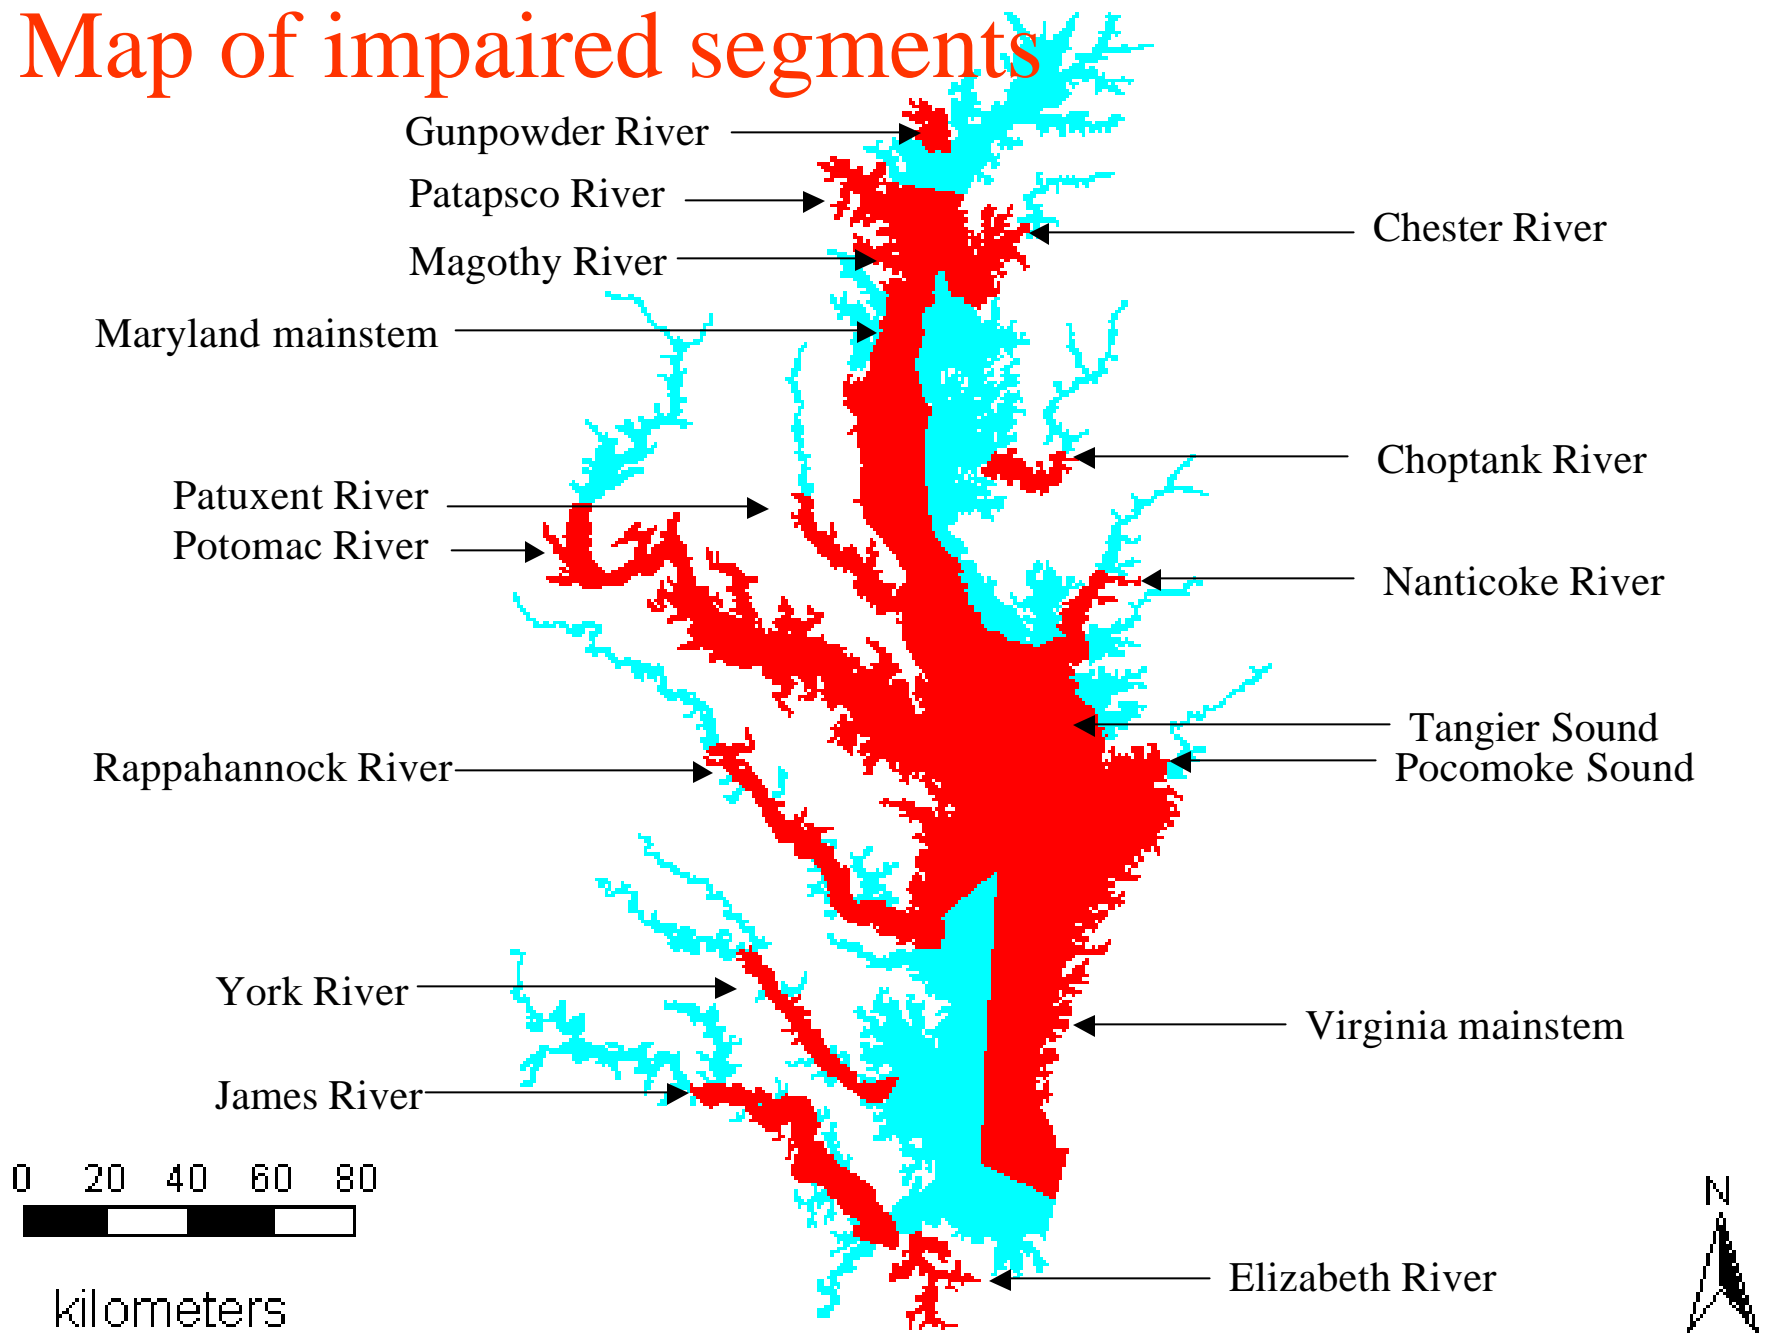 Map of impaired segments
Gunpowder River
Patapsco River
Chester River
Magothy River
Maryland mainstem
Choptank River
Patuxent River
Potomac River
Nanticoke River
Tangier Sound
Rappahannock River
Pocomoke Sound
York River
Virginia mainstem
James River
0 20 40 60 80
N
Elizabeth River
kilometers